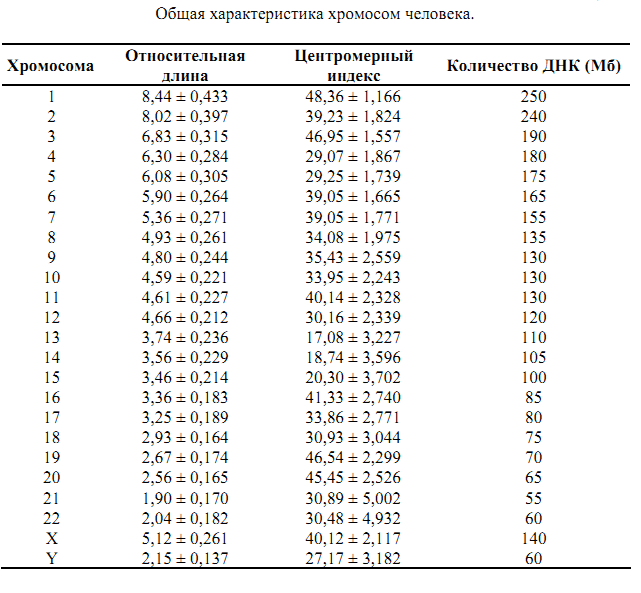 Общая характеристика хромосом человека.
Хромосома Относительная длина Центромерный индекс Количество ДНК (Мб)
1 8,44 ± 0,433 48,36 ± 1,166 250
2 8,02 ± 0,397 39,23 ± 1,824 240
3 6,83 ± 0,315 46,95 ± 1,557 190
4 6,30 ± 0,284 29,07 ± 1,867 180
5 6,08 ± 0,305 29,25 ± 1,739 175
6 5,90 ± 0,264 39,05 ± 1,665 165
7 5,36 ± 0,271 39,05 ± 1,771 155
8 4,93 ± 0,261 34,08 ± 1,975 135
9 4,80 ± 0,244 35,43 ± 2,559 130
10 4,59 ± 0,221 33,95 ± 2,243 130
11 4,61 ± 0,227 40,14 ± 2,328 130
12 4,66 ± 0,212 30,16 ± 2,339 120
13 3,74 ± 0,236 17,08 ± 3,227 110
14 3,56 ± 0,229 18,74 ± 3,596 105
15 3,46 ± 0,214 20,30 ± 3,702 100
16 3,36 ± 0,183 41,33 ± 2,740 85
17 3,25 ± 0,189 33,86 ± 2,771 80
18 2,93 ± 0,164 30,93 ± 3,044 75
19 2,67 ± 0,174 46,54 ± 2,299 70
20 2,56 ± 0,165 45,45 ± 2,526 65
21 1,90 ± 0,170 30,89 ± 5,002 55
22 2,04 ± 0,182 30,48 ± 4,932 60
X 5,12 ± 0,261 40,12 ± 2,117 140
Y 2,15 ± 0,137 27,17 ± 3,182 60